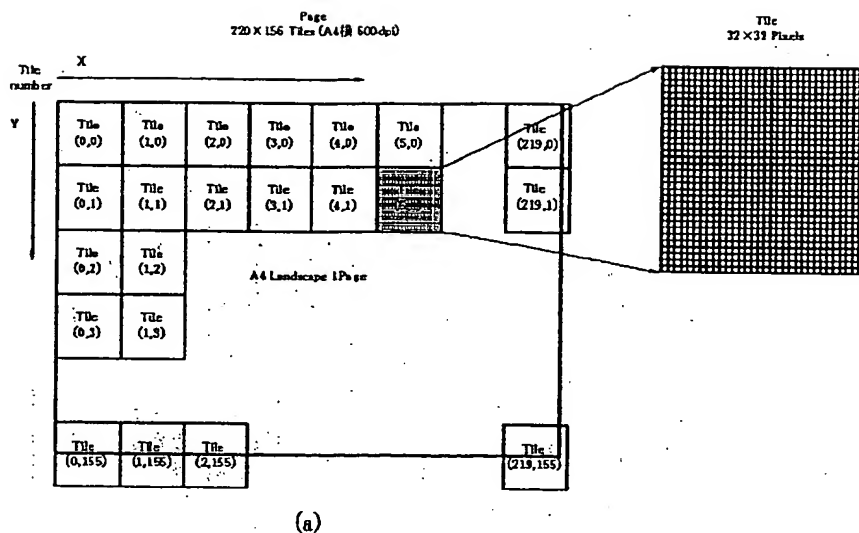 Page
220×156 Tiles (A4横 600dpi)
Tile
32×32 Pixels
Tile
number
X
Y
Tile
(0,0)
Tile
(1,0)
Tile
(2,0)
Tile
(3,0)
Tile
(4,0)
Tile
(5,0)
Tile
(219,0)
Tile
(0,1)
Tile
(1,1)
Tile
(2,1)
Tile
(3,1)
Tile
(4,1)
Tile
(219,1)
Tile
(0,2)
Tile
(1,2)
A4 Landscape 1Page
Tile
(0,3)
Tile
(1,3)
Tile
(0,155)
Tile
(1,155)
Tile
(2,155)
Tile
(219,155)
(a)